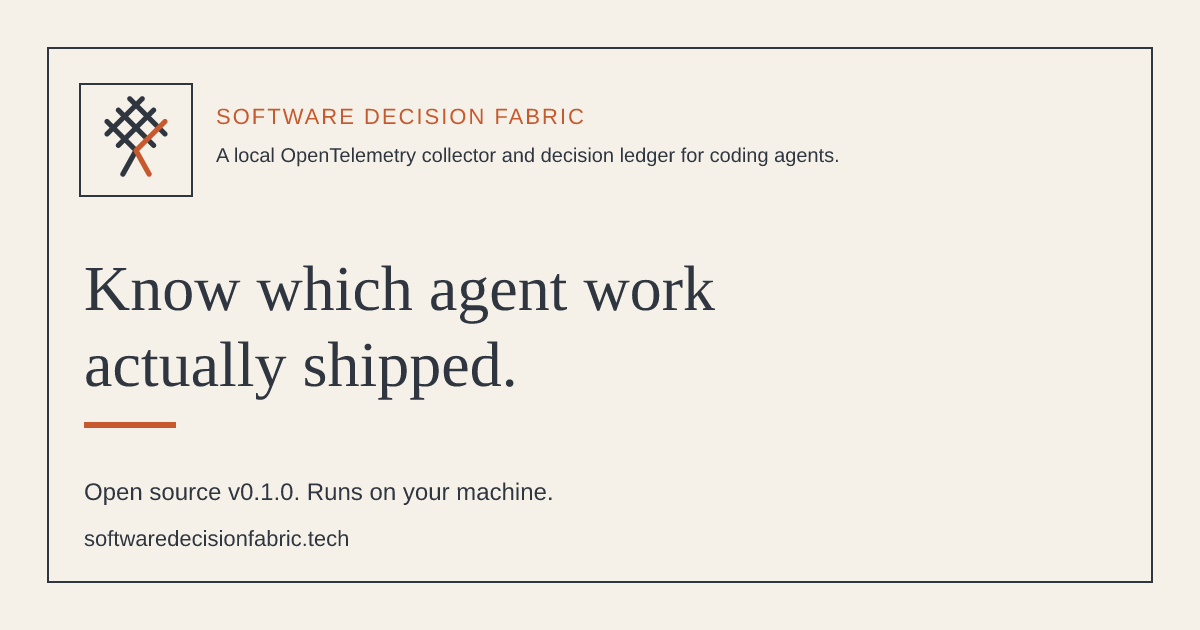 SOFTWARE DECISION FABRIC
A local OpenTelemetry collector and decision ledger for coding agents.
Know which agent work
actually shipped.
Open source v0.1.0. Runs on your machine.
softwaredecisionfabric.tech